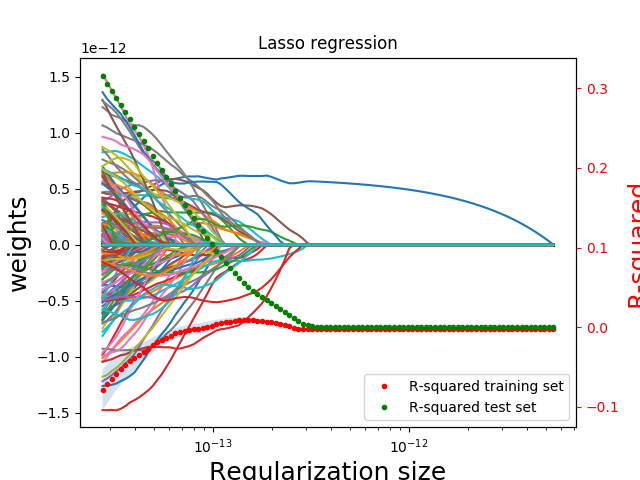 Lasso regression
1e−12
1.5
1.0
0.5
0.0
−0.5
−1.0
−1.5
weights
0.3
0.2
0.1
0.0
−0.1
R-squared
R-squared training set
R-squared test set
10−13
10−12
Regularization size